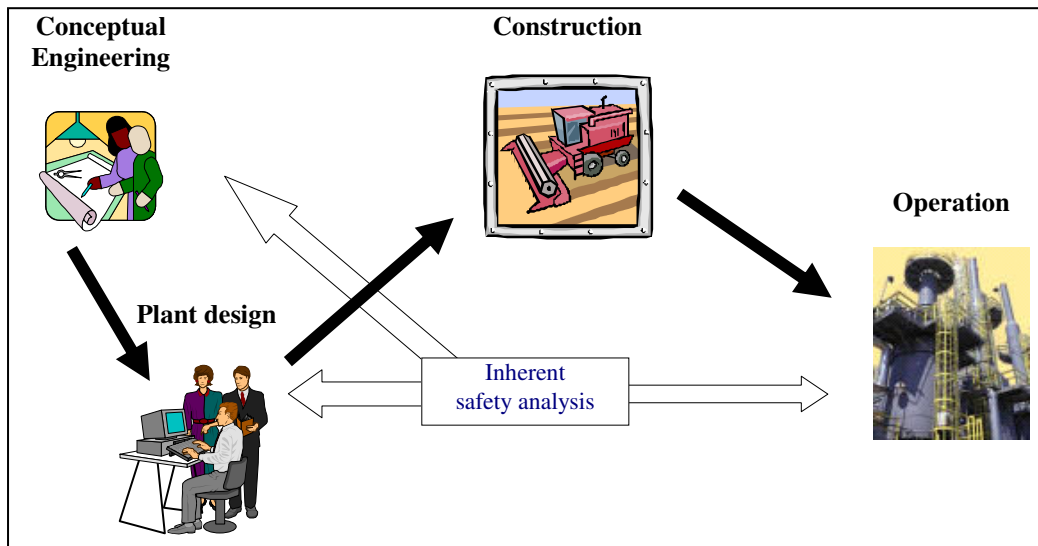 Conceptual
Engineering
Construction
Operation
Plant design
Inherent
safety analysis